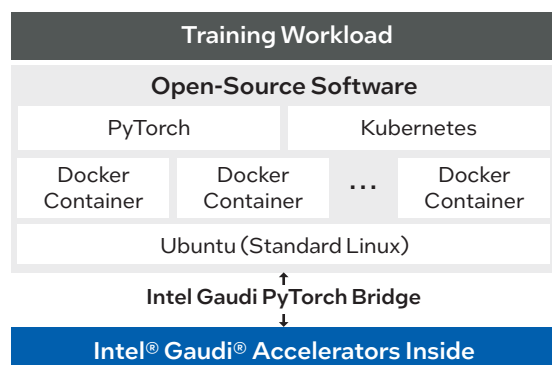 Training Workload
Open-Source Software
PyTorch Kubernetes
Docker Docker Docker
Container Container ... Container
Ubuntu (Standard Linux)
Intel Gaudi PyTorch Bridge
Intel® Gaudi® Accelerators Inside